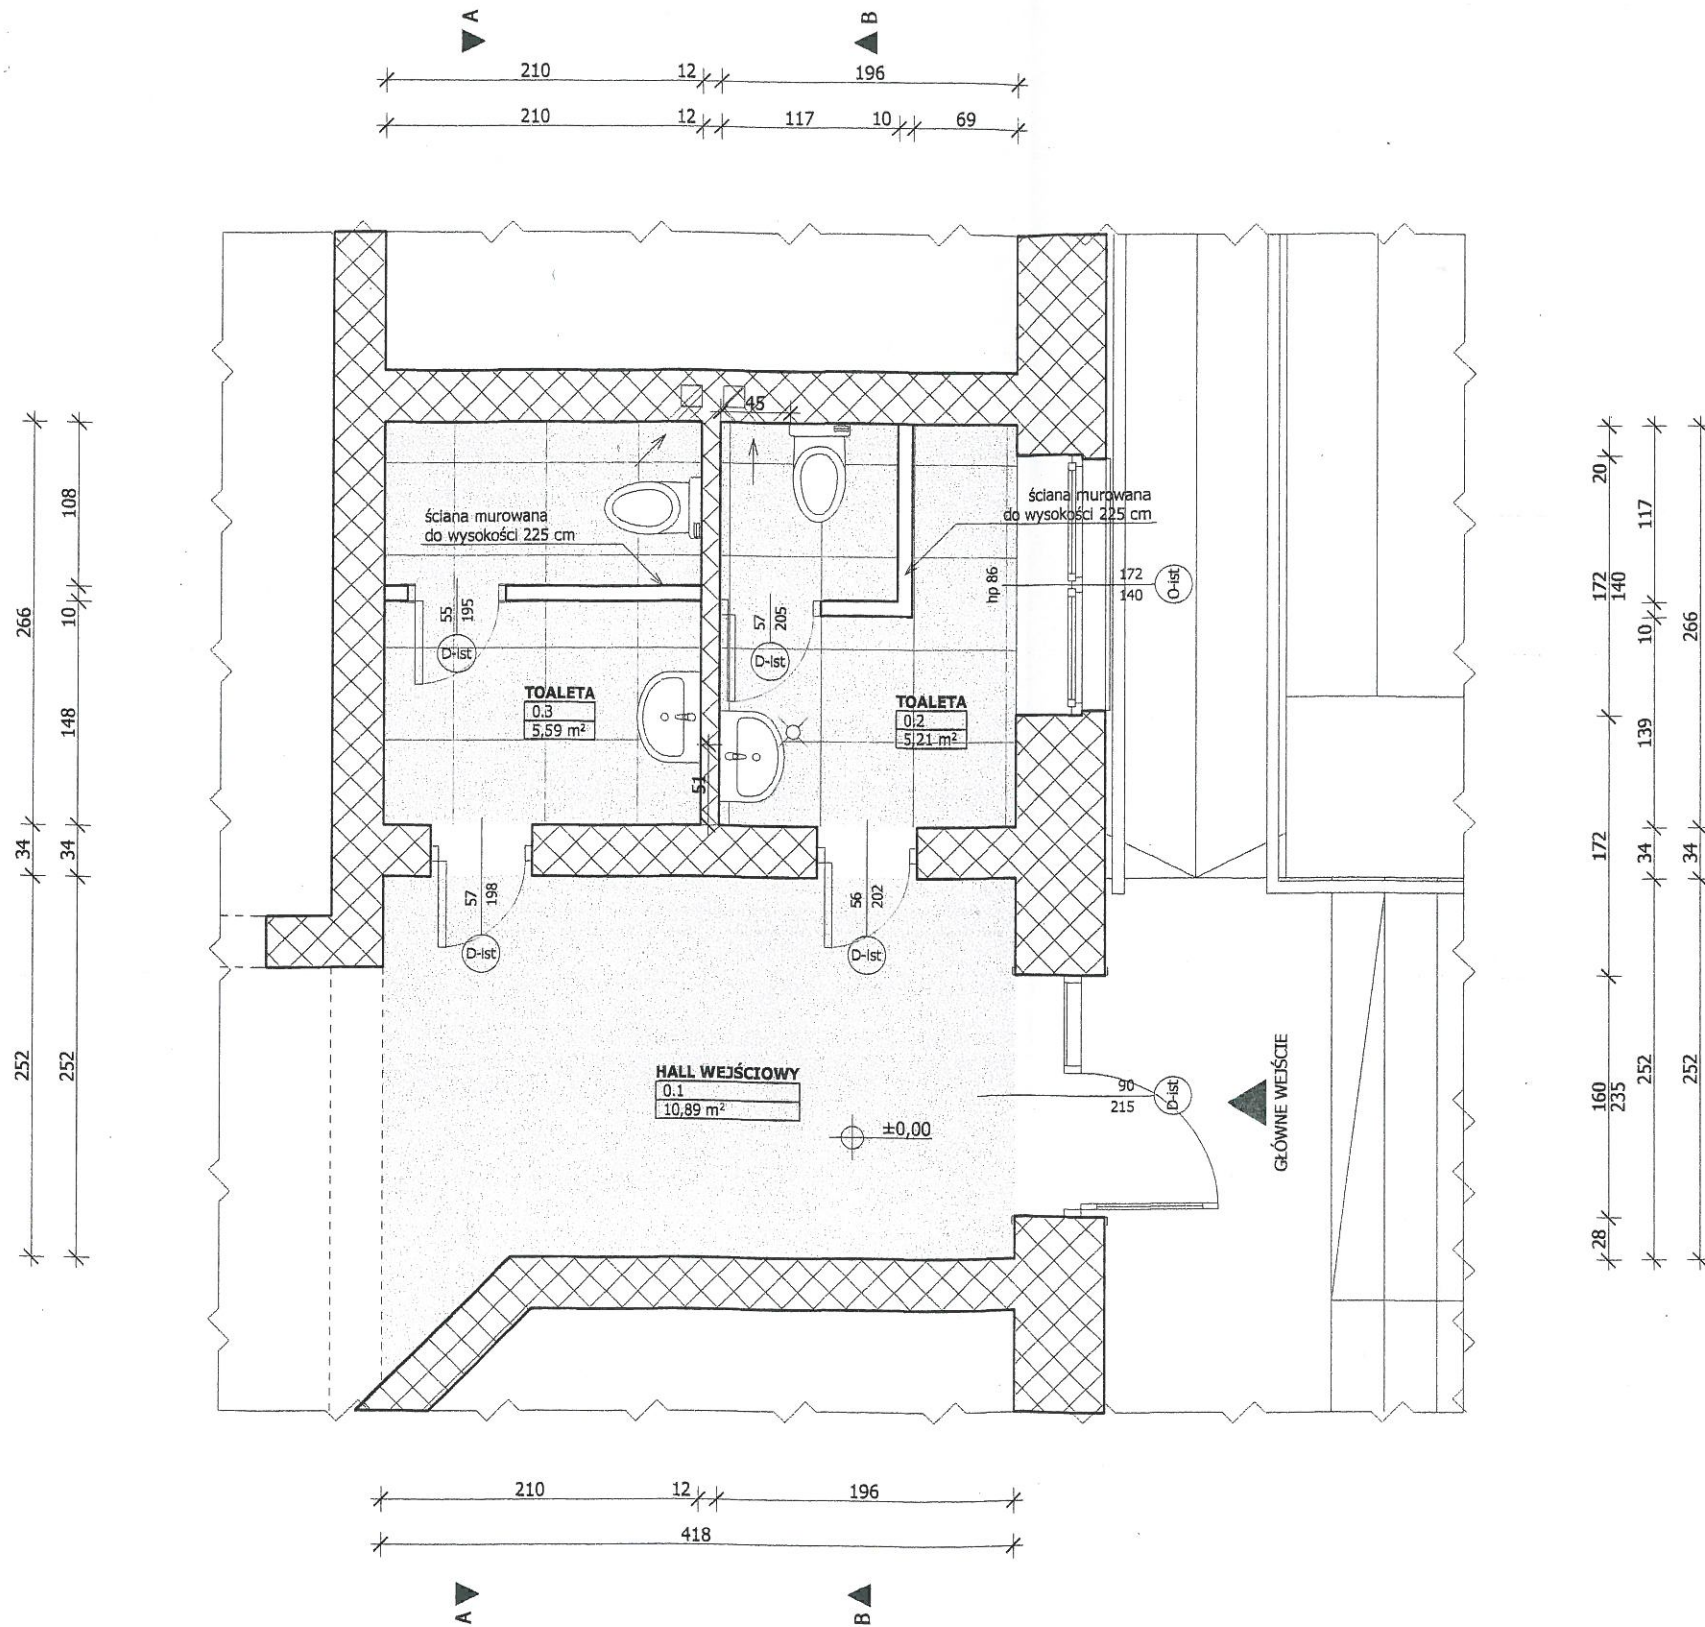 A
B
210
12
196
210
12
117
10
69
45
ściana murowana
do wysokości 225 cm
ściana murowana
do wysokości 225 cm
hp 86
172
140
O-ist
55
195
D-ist
57
205
D-ist
TOALETA
0.3
5,59 m²
TOALETA
0.2
5,21 m²
51
57
198
D-ist
56
202
D-ist
HALL WEJŚCIOWY
0.1
10,89 m²
±0,00
90
215
D-ist
GŁÓWNE WEJŚCIE
266
34
252
108
10
148
34
252
20
172
140
172
160
235
28
117
10
139
34
252
266
34
252
210
12
196
418
A
B